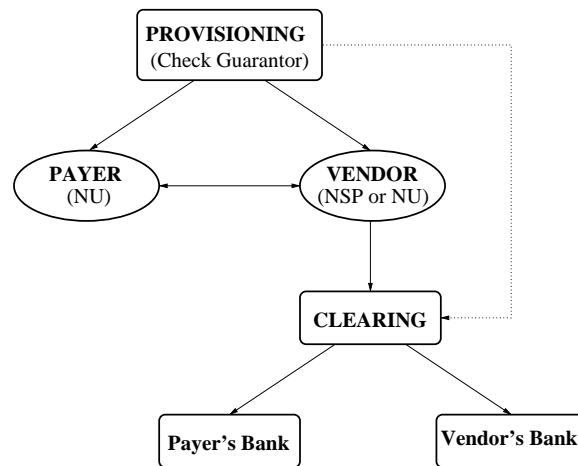 PROVISIONING
(Check Guarantor)
PAYER
(NU)
VENDOR
(NSP or NU)
CLEARING
Payer's Bank
Vendor's Bank